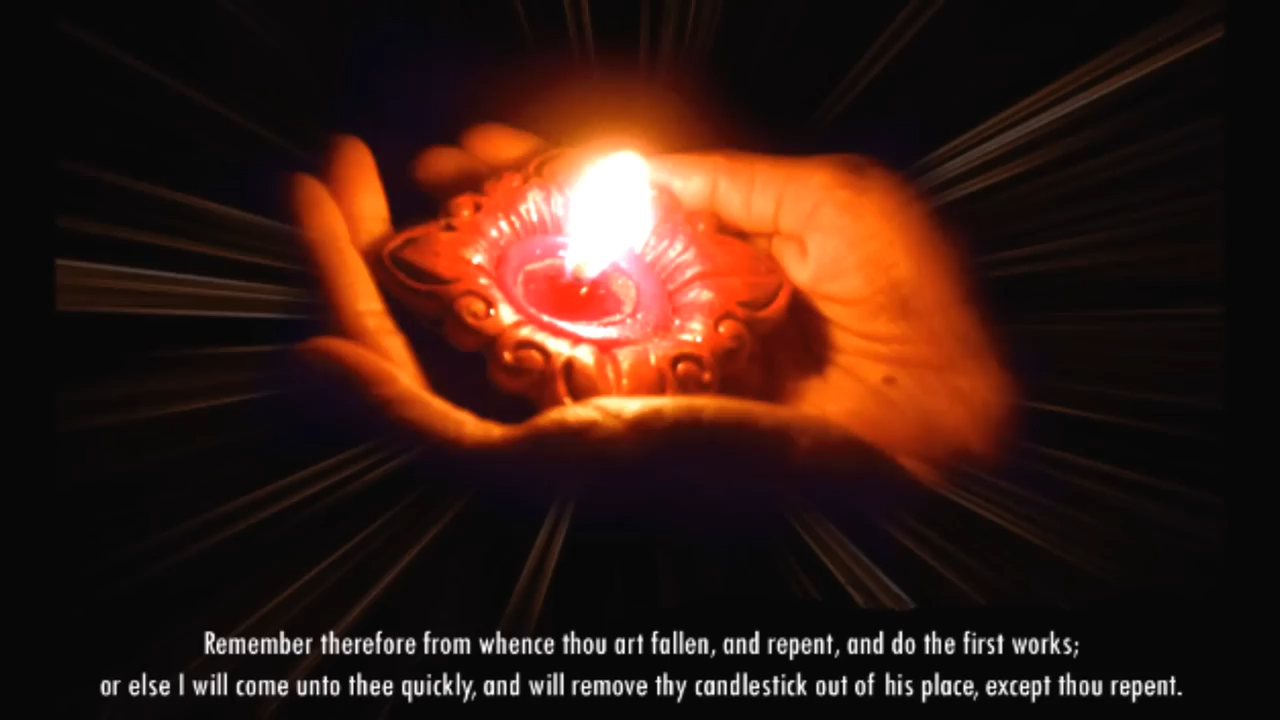 Remember therefore from whence thou art fallen, and repent, and do the first works;
or else I will come unto thee quickly, and will remove thy candlestick out of his place, except thou repent.